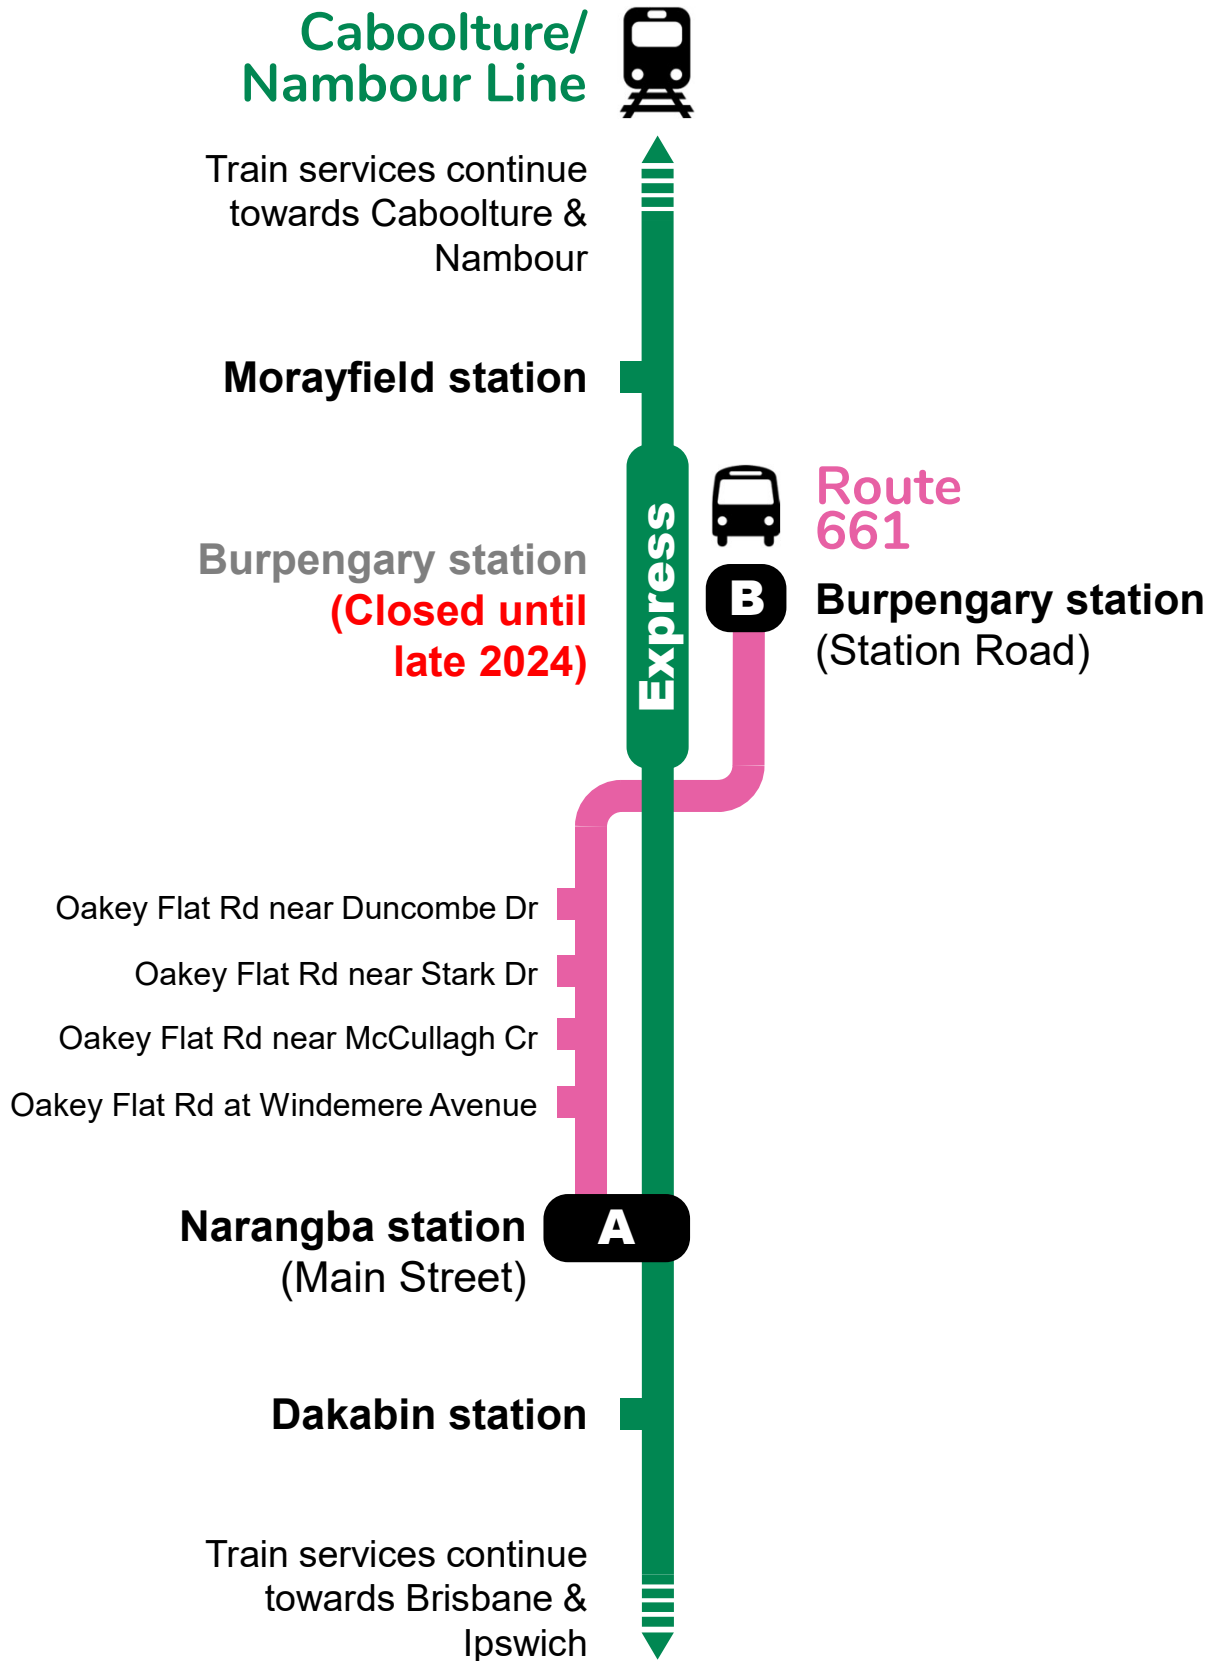 Caboolture/
Nambour Line
Train services continue
towards Caboolture &
Nambour
Morayfield station
Route
661
Burpengary station
(Closed until
late 2024)
Express
B
Burpengary station
(Station Road)
Oakey Flat Rd near Duncombe Dr
Oakey Flat Rd near Stark Dr
Oakey Flat Rd near McCullagh Cr
Oakey Flat Rd at Windemere Avenue
Narangba station
(Main Street)
A
Dakabin station
Train services continue
towards Brisbane &
Ipswich